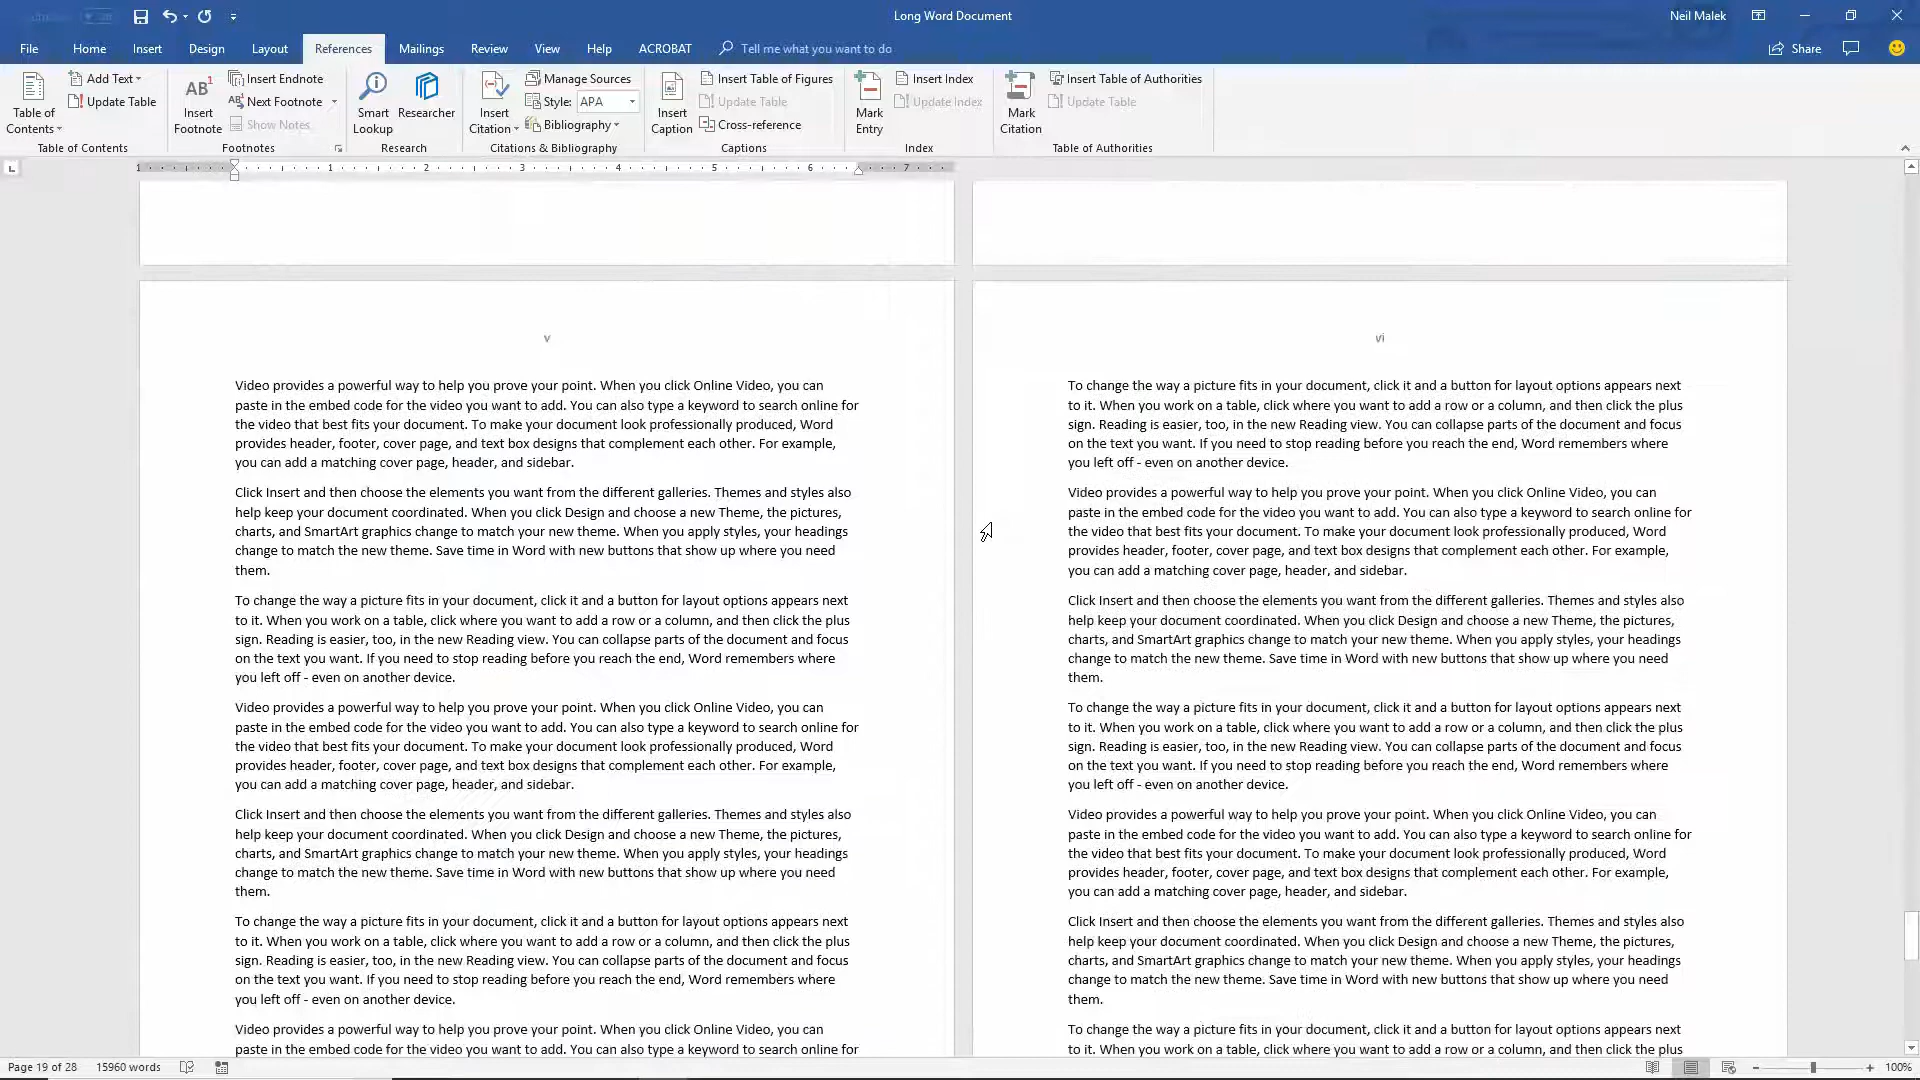 Long Word Document
Neil Malek
File Home Insert Design Layout References Mailings Review View Help ACROBAT Tell me what you want to do Share
Table of Contents
Add Text
Update Table
Table of Contents
AB1
Insert Footnote
Insert Endnote
Next Footnote
Show Notes
Footnotes
Smart Lookup
Researcher
Research
Insert Citation
Manage Sources
Style: APA
Bibliography
Citations & Bibliography
Insert Caption
Insert Table of Figures
Update Table
Cross-reference
Captions
Mark Entry
Insert Index
Update Index
Index
Mark Citation
Insert Table of Authorities
Update Table
Table of Authorities
1 1 2 3 4 5 6 7
v
Video provides a powerful way to help you prove your point. When you click Online Video, you can
paste in the embed code for the video you want to add. You can also type a keyword to search online for
the video that best fits your document. To make your document look professionally produced, Word
provides header, footer, cover page, and text box designs that complement each other. For example,
you can add a matching cover page, header, and sidebar.
Click Insert and then choose the elements you want from the different galleries. Themes and styles also
help keep your document coordinated. When you click Design and choose a new Theme, the pictures,
charts, and SmartArt graphics change to match your new theme. When you apply styles, your headings
change to match the new theme. Save time in Word with new buttons that show up where you need
them.
To change the way a picture fits in your document, click it and a button for layout options appears next
to it. When you work on a table, click where you want to add a row or a column, and then click the plus
sign. Reading is easier, too, in the new Reading view. You can collapse parts of the document and focus
on the text you want. If you need to stop reading before you reach the end, Word remembers where
you left off - even on another device.
Video provides a powerful way to help you prove your point. When you click Online Video, you can
paste in the embed code for the video you want to add. You can also type a keyword to search online for
the video that best fits your document. To make your document look professionally produced, Word
provides header, footer, cover page, and text box designs that complement each other. For example,
you can add a matching cover page, header, and sidebar.
Click Insert and then choose the elements you want from the different galleries. Themes and styles also
help keep your document coordinated. When you click Design and choose a new Theme, the pictures,
charts, and SmartArt graphics change to match your new theme. When you apply styles, your headings
change to match the new theme. Save time in Word with new buttons that show up where you need
them.
To change the way a picture fits in your document, click it and a button for layout options appears next
to it. When you work on a table, click where you want to add a row or a column, and then click the plus
sign. Reading is easier, too, in the new Reading view. You can collapse parts of the document and focus
on the text you want. If you need to stop reading before you reach the end, Word remembers where
you left off - even on another device.
Video provides a powerful way to help you prove your point. When you click Online Video, you can
paste in the embed code for the video you want to add. You can also type a keyword to search online for
vi
To change the way a picture fits in your document, click it and a button for layout options appears next
to it. When you work on a table, click where you want to add a row or a column, and then click the plus
sign. Reading is easier, too, in the new Reading view. You can collapse parts of the document and focus
on the text you want. If you need to stop reading before you reach the end, Word remembers where
you left off - even on another device.
Video provides a powerful way to help you prove your point. When you click Online Video, you can
paste in the embed code for the video you want to add. You can also type a keyword to search online for
the video that best fits your document. To make your document look professionally produced, Word
provides header, footer, cover page, and text box designs that complement each other. For example,
you can add a matching cover page, header, and sidebar.
Click Insert and then choose the elements you want from the different galleries. Themes and styles also
help keep your document coordinated. When you click Design and choose a new Theme, the pictures,
charts, and SmartArt graphics change to match your new theme. When you apply styles, your headings
change to match the new theme. Save time in Word with new buttons that show up where you need
them.
To change the way a picture fits in your document, click it and a button for layout options appears next
to it. When you work on a table, click where you want to add a row or a column, and then click the plus
sign. Reading is easier, too, in the new Reading view. You can collapse parts of the document and focus
on the text you want. If you need to stop reading before you reach the end, Word remembers where
you left off - even on another device.
Video provides a powerful way to help you prove your point. When you click Online Video, you can
paste in the embed code for the video you want to add. You can also type a keyword to search online for
the video that best fits your document. To make your document look professionally produced, Word
provides header, footer, cover page, and text box designs that complement each other. For example,
you can add a matching cover page, header, and sidebar.
Click Insert and then choose the elements you want from the different galleries. Themes and styles also
help keep your document coordinated. When you click Design and choose a new Theme, the pictures,
charts, and SmartArt graphics change to match your new theme. When you apply styles, your headings
change to match the new theme. Save time in Word with new buttons that show up where you need
them.
To change the way a picture fits in your document, click it and a button for layout options appears next
to it. When you work on a table, click where you want to add a row or a column, and then click the plus
Page 19 of 28 15960 words 100%